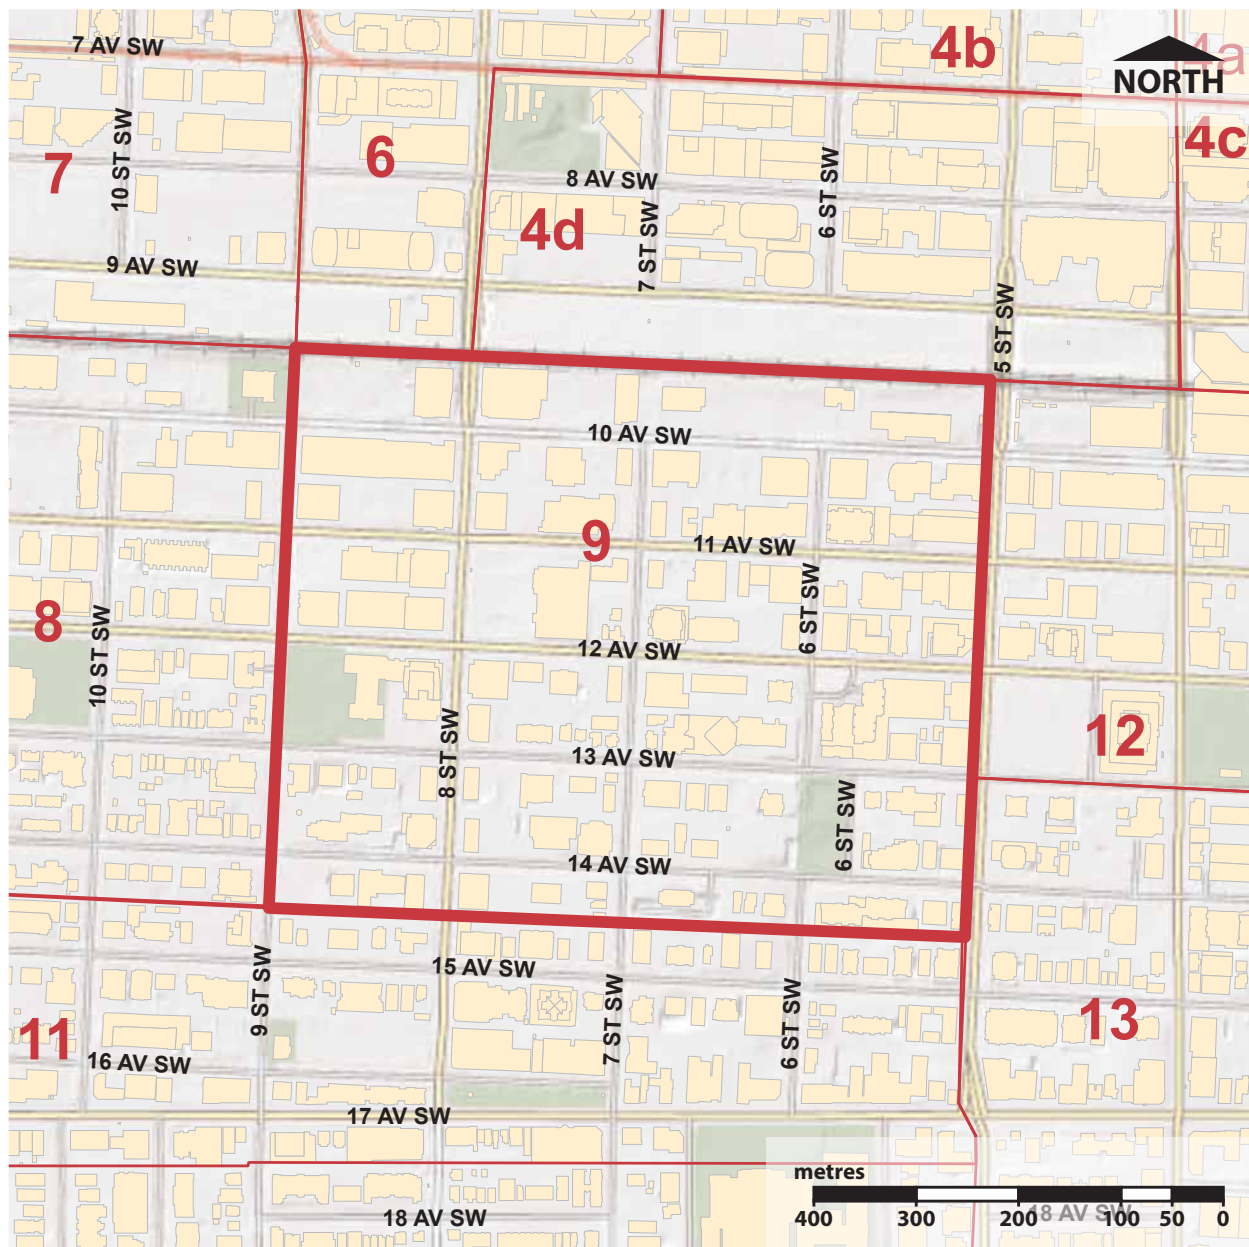 7 AV SW
4b
4a
NORTH
10 ST SW
6
4c
7
8 AV SW
6 ST SW
4d
7 ST SW
9 AV SW
5 ST SW
10 AV SW
9
11 AV SW
8
10 ST SW
6 ST SW
12 AV SW
12
8 ST SW
13 AV SW
6 ST SW
14 AV SW
9 ST SW
15 AV SW
7 ST SW
6 ST SW
13
11
16 AV SW
17 AV SW
metres
18 AV SW
18 AV SW
400 300 200 100 50 0